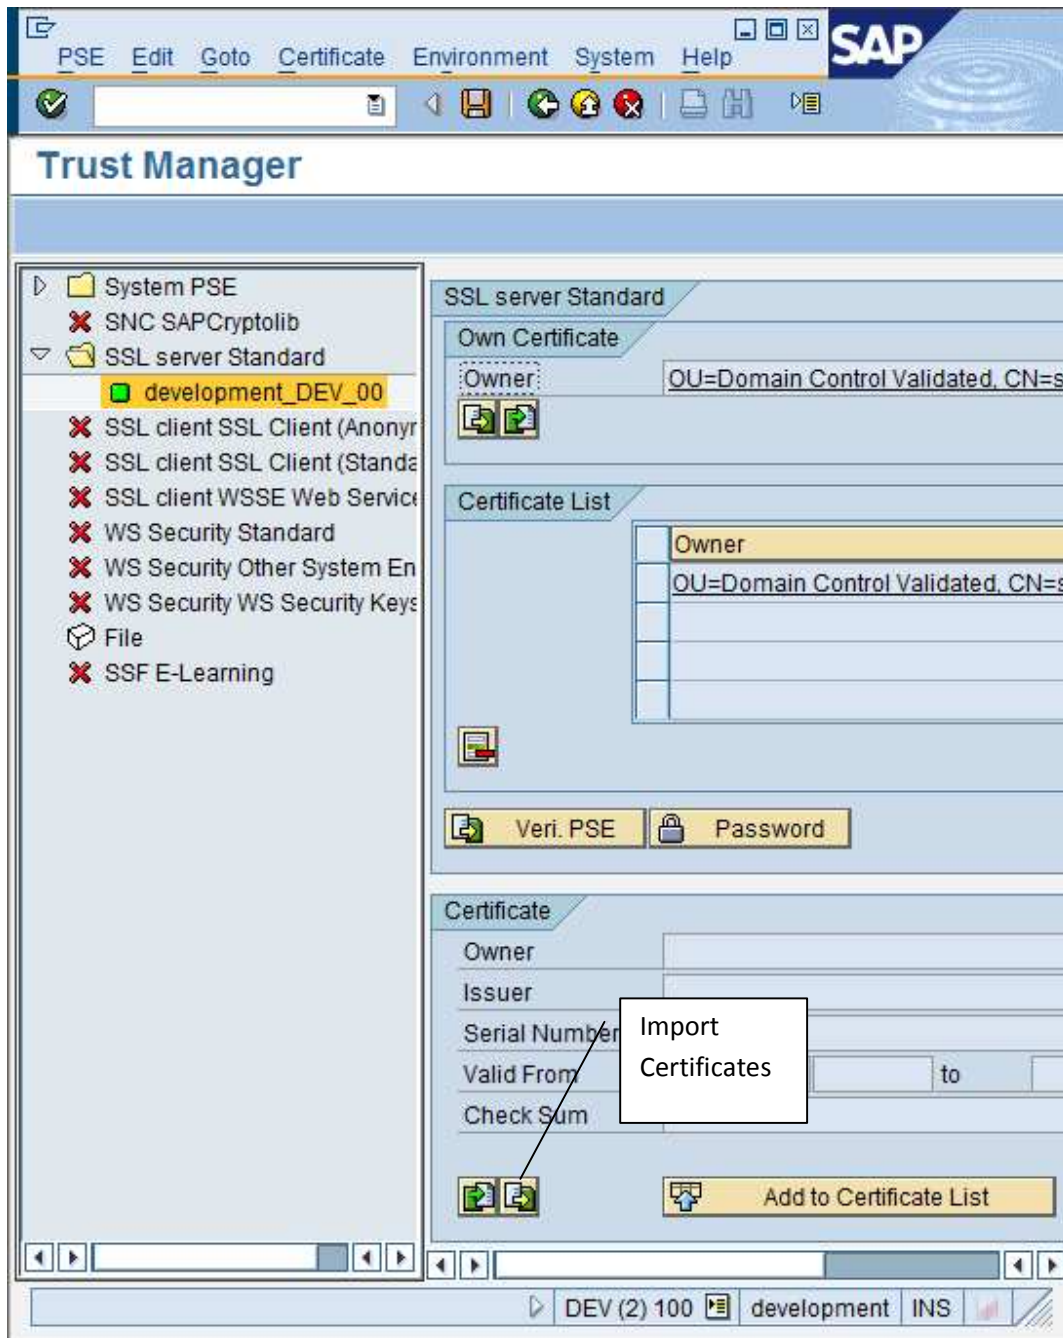 PSE Edit Goto Certificate Environment System Help
SAP
Trust Manager
System PSE
SNC SAPCryptolib
SSL server Standard
development_DEV_00
SSL client SSL Client (Anonyr
SSL client SSL Client (Standa
SSL client WSSE Web Service
WS Security Standard
WS Security Other System En
WS Security WS Security Keys
File
SSF E-Learning
SSL server Standard
Own Certificate
Owner OU=Domain Control Validated, CN=s
Certificate List
Owner
OU=Domain Control Validated, CN=s
Veri. PSE Password
Certificate
Owner
Issuer
Serial Number
Valid From to
Check Sum
Import
Certificates
Add to Certificate List
DEV (2) 100 development INS